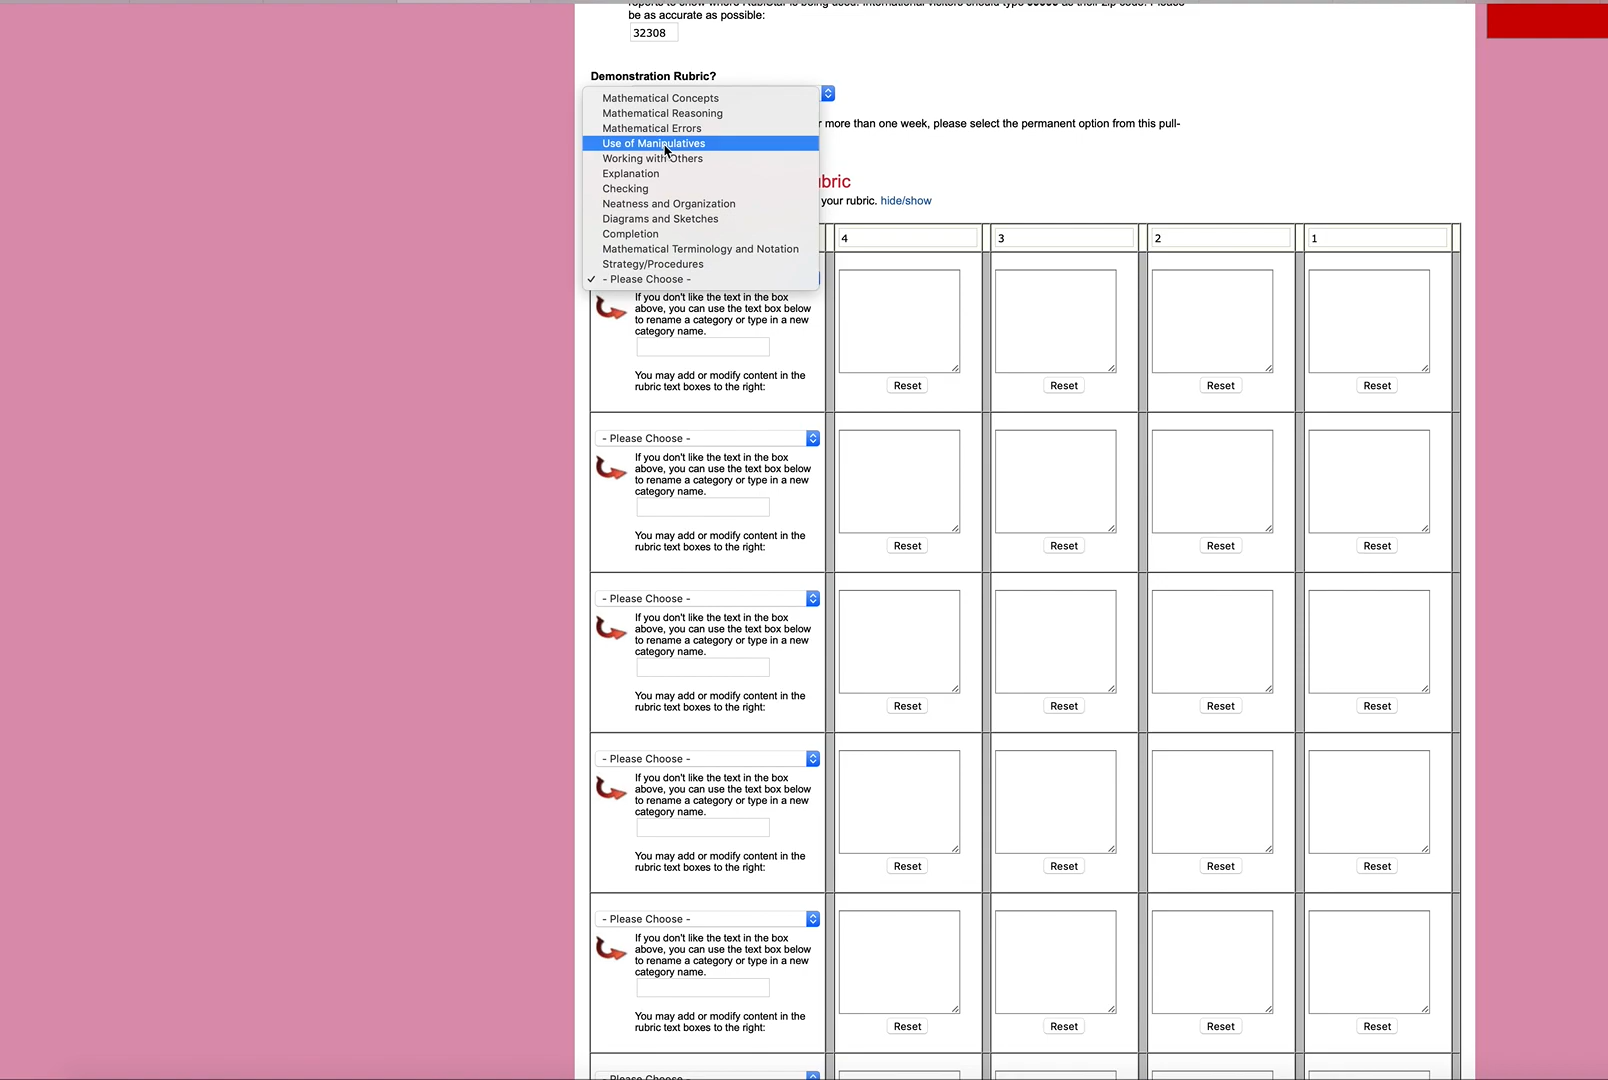 be as accurate as possible:
32308
Demonstration Rubric?
Mathematical Concepts
Mathematical Reasoning
Mathematical Errors
Use of Manipulatives
Working with Others
Explanation
Checking
Neatness and Organization
Diagrams and Sketches
Completion
Mathematical Terminology and Notation
Strategy/Procedures
✓ - Please Choose -
r more than one week, please select the permanent option from this pull-
bric
your rubric. hide/show
4 3 2 1
If you don't like the text in the box
above, you can use the text box below
to rename a category or type in a new
category name.
You may add or modify content in the
rubric text boxes to the right:
Reset Reset Reset Reset
- Please Choose -
If you don't like the text in the box
above, you can use the text box below
to rename a category or type in a new
category name.
You may add or modify content in the
rubric text boxes to the right:
Reset Reset Reset Reset
- Please Choose -
If you don't like the text in the box
above, you can use the text box below
to rename a category or type in a new
category name.
You may add or modify content in the
rubric text boxes to the right:
Reset Reset Reset Reset
- Please Choose -
If you don't like the text in the box
above, you can use the text box below
to rename a category or type in a new
category name.
You may add or modify content in the
rubric text boxes to the right:
Reset Reset Reset Reset
- Please Choose -
If you don't like the text in the box
above, you can use the text box below
to rename a category or type in a new
category name.
You may add or modify content in the
rubric text boxes to the right:
Reset Reset Reset Reset
- Please Choose -